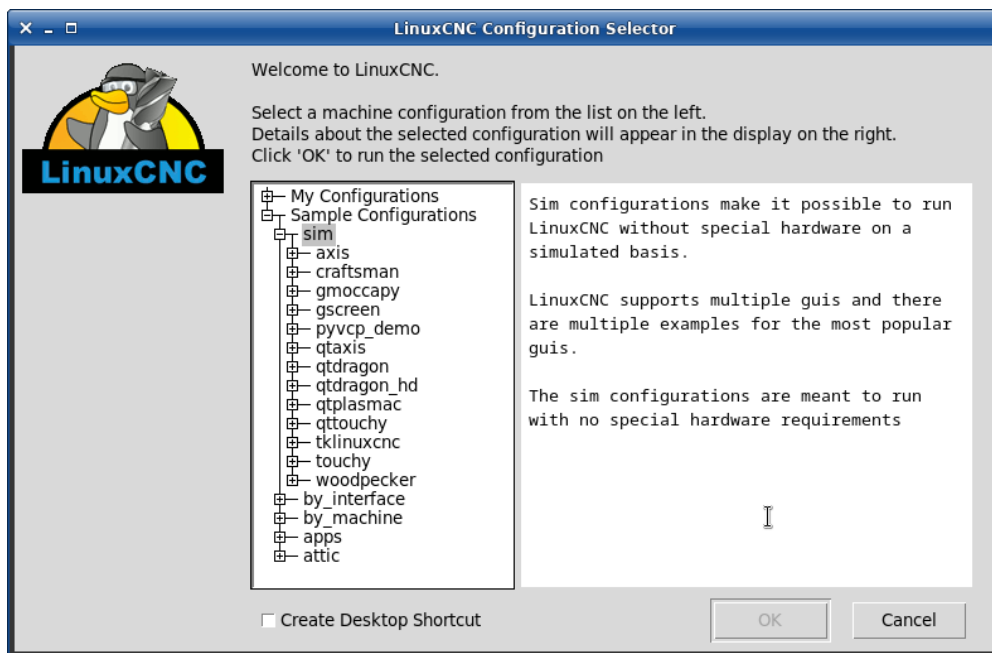 LinuxCNC Configuration Selector
LinuxCNC
Welcome to LinuxCNC.
Select a machine configuration from the list on the left.
Details about the selected configuration will appear in the display on the right.
Click 'OK' to run the selected configuration
My Configurations
Sample Configurations
sim
axis
craftsman
gmoccapy
gscreen
pyvcp_demo
qtaxis
qtdragon
qtdragon_hd
qtplasmac
qttouchy
tklinuxcnc
touchy
woodpecker
by_interface
by_machine
apps
attic
Sim configurations make it possible to run
LinuxCNC without special hardware on a
simulated basis.
LinuxCNC supports multiple guis and there
are multiple examples for the most popular
guis.
The sim configurations are meant to run
with no special hardware requirements
Create Desktop Shortcut
OK
Cancel